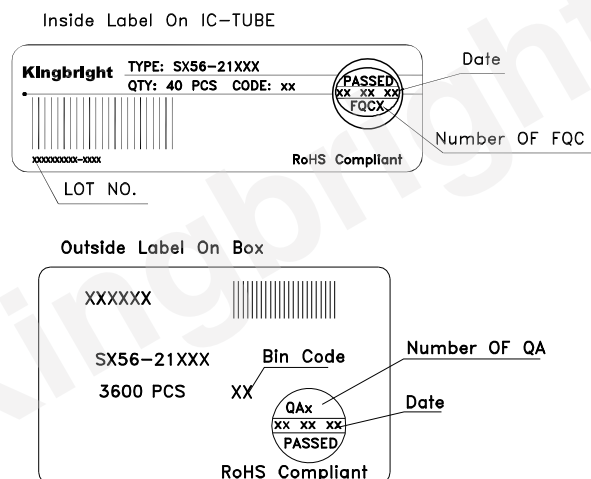 Inside Label On IC-TUBE
Kingbright
TYPE: SX56-21XXX
QTY: 40 PCS CODE: xx
PASSED
xx xx xx
FQCX
Date
Number OF FQC
xxxxxxxxxx-xxxx
RoHS Compliant
LOT NO.
Outside Label On Box
XXXXXX
SX56-21XXX
3600 PCS
Bin Code
XX
QAx
xx xx xx
PASSED
Number OF QA
Date
RoHS Compliant
Kingbright